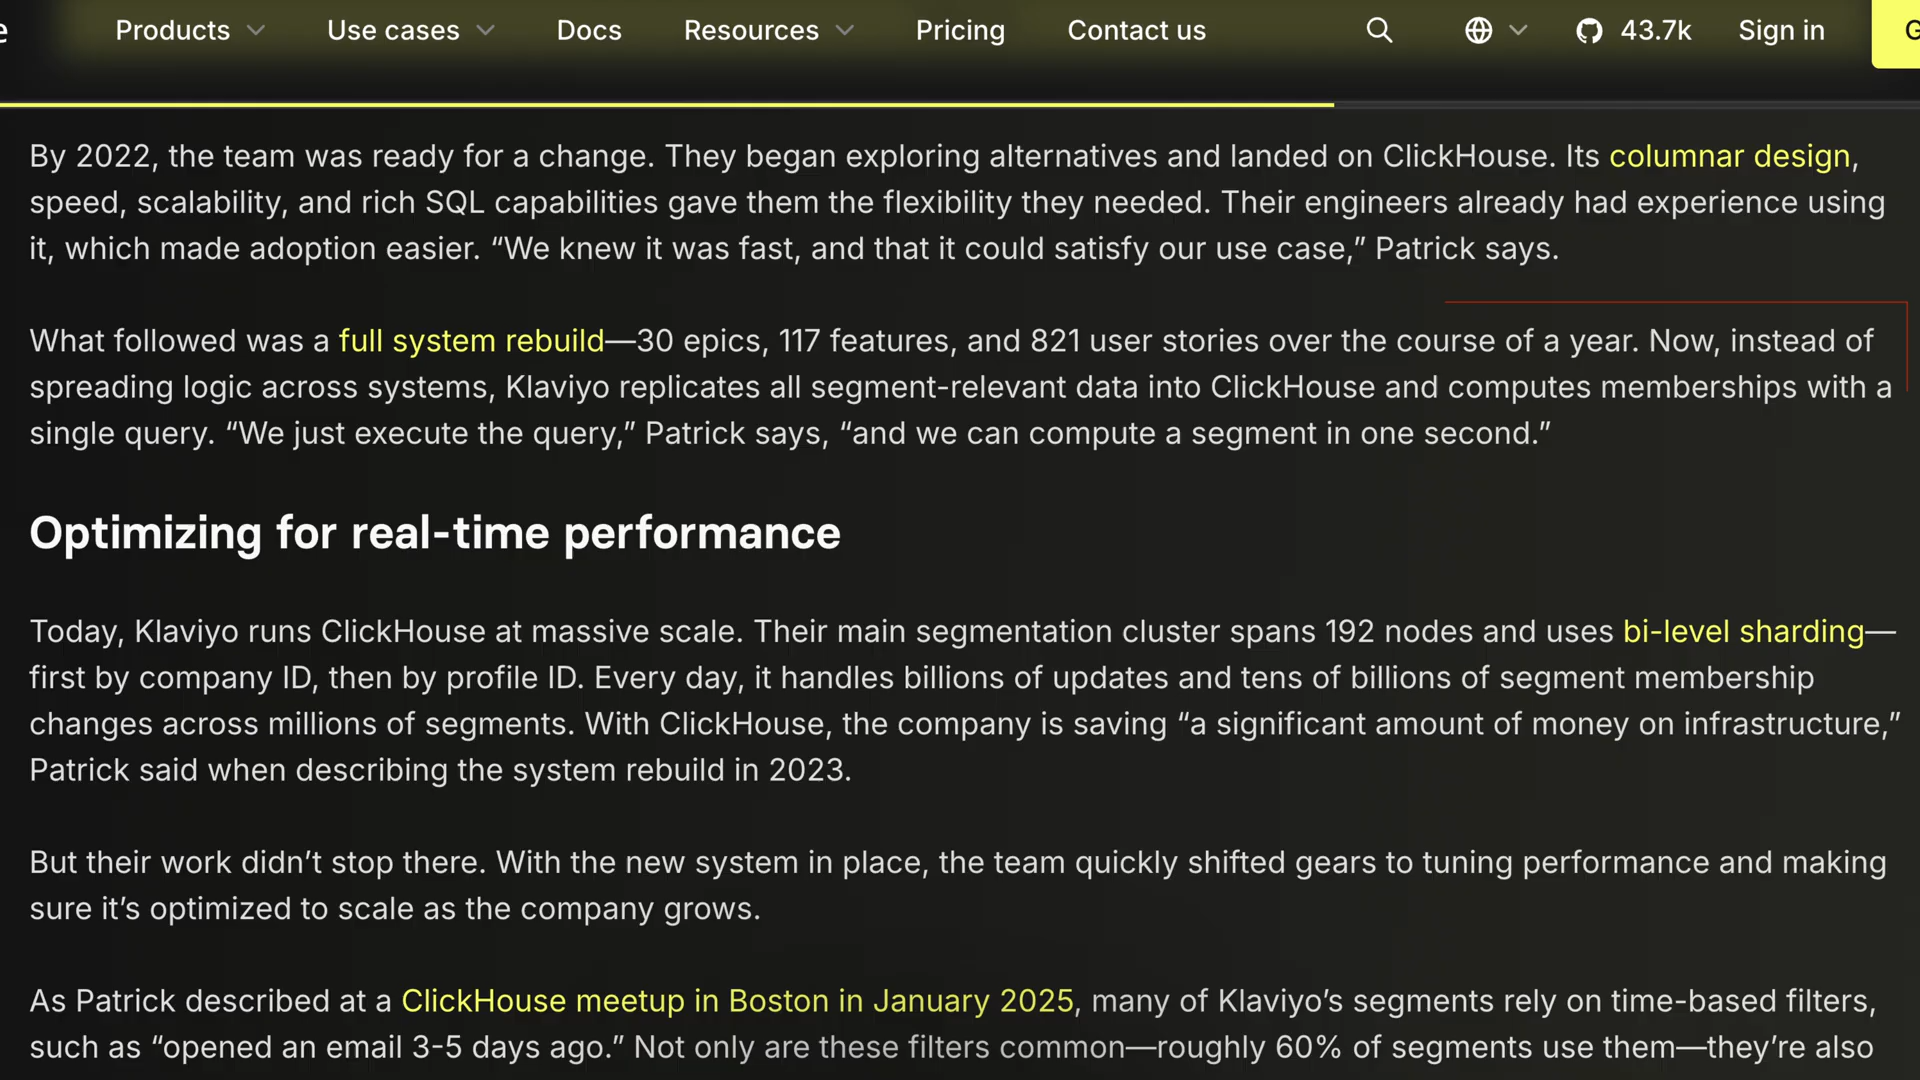 Products Use cases Docs Resources Pricing Contact us 43.7k Sign in
By 2022, the team was ready for a change. They began exploring alternatives and landed on ClickHouse. Its columnar design,
speed, scalability, and rich SQL capabilities gave them the flexibility they needed. Their engineers already had experience using
it, which made adoption easier. “We knew it was fast, and that it could satisfy our use case,” Patrick says.
What followed was a full system rebuild—30 epics, 117 features, and 821 user stories over the course of a year. Now, instead of
spreading logic across systems, Klaviyo replicates all segment-relevant data into ClickHouse and computes memberships with a
single query. “We just execute the query,” Patrick says, “and we can compute a segment in one second.”
Optimizing for real-time performance
Today, Klaviyo runs ClickHouse at massive scale. Their main segmentation cluster spans 192 nodes and uses bi-level sharding—
first by company ID, then by profile ID. Every day, it handles billions of updates and tens of billions of segment membership
changes across millions of segments. With ClickHouse, the company is saving “a significant amount of money on infrastructure,”
Patrick said when describing the system rebuild in 2023.
But their work didn’t stop there. With the new system in place, the team quickly shifted gears to tuning performance and making
sure it’s optimized to scale as the company grows.
As Patrick described at a ClickHouse meetup in Boston in January 2025, many of Klaviyo’s segments rely on time-based filters,
such as “opened an email 3-5 days ago.” Not only are these filters common—roughly 60% of segments use them—they’re also